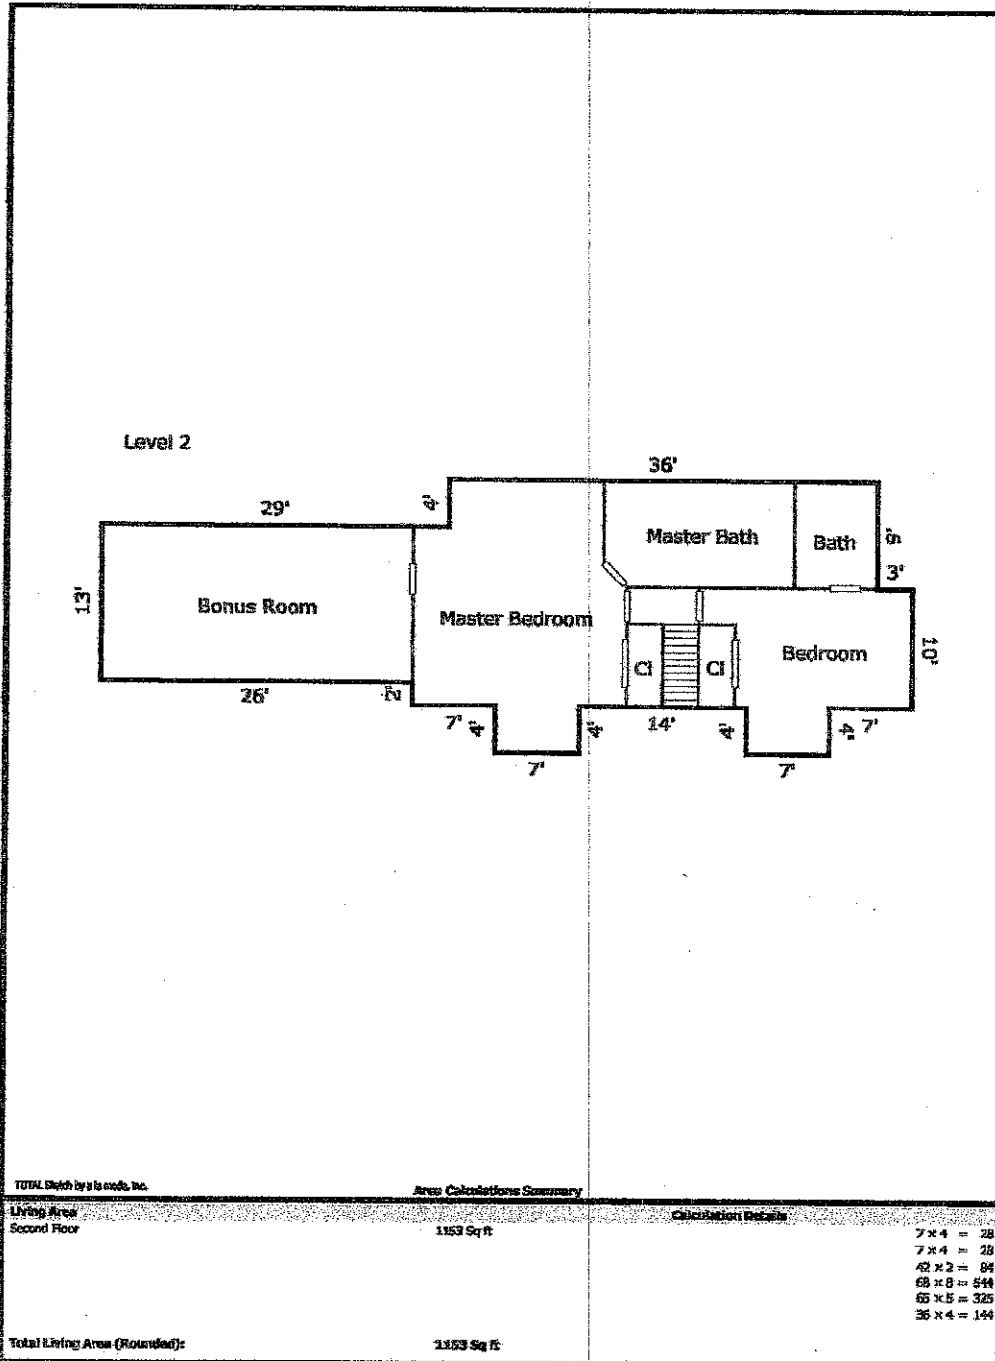 Level 2
36'
29'
4'
Master Bath
Bath
9'
3'
13'
Bonus Room
Master Bedroom
10'
Bedroom
Cl
Cl
26'
2'
7'
4'
4'
14'
4'
4'
7'
7'
7'
TOTAL Sketch by a la mode, inc.
Area Calculations Summary
Living Area
Calculation Details
Second Floor
1153 Sq ft
7 x 4 = 28
7 x 4 = 28
42 x 2 = 84
68 x 8 = 544
65 x 5 = 325
36 x 4 = 144
Total Living Area (Rounded):
1153 Sq ft